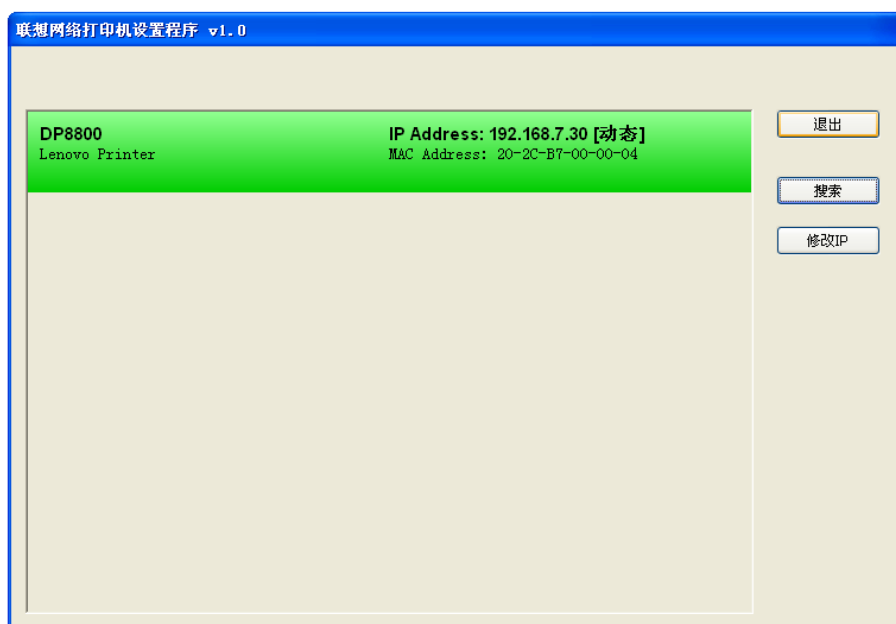 联想网络打印机设置程序 v1.0
DP8800
Lenovo Printer
IP Address: 192.168.7.30 [动态]
MAC Address: 20-2C-B7-00-00-04
退出
搜索
修改IP